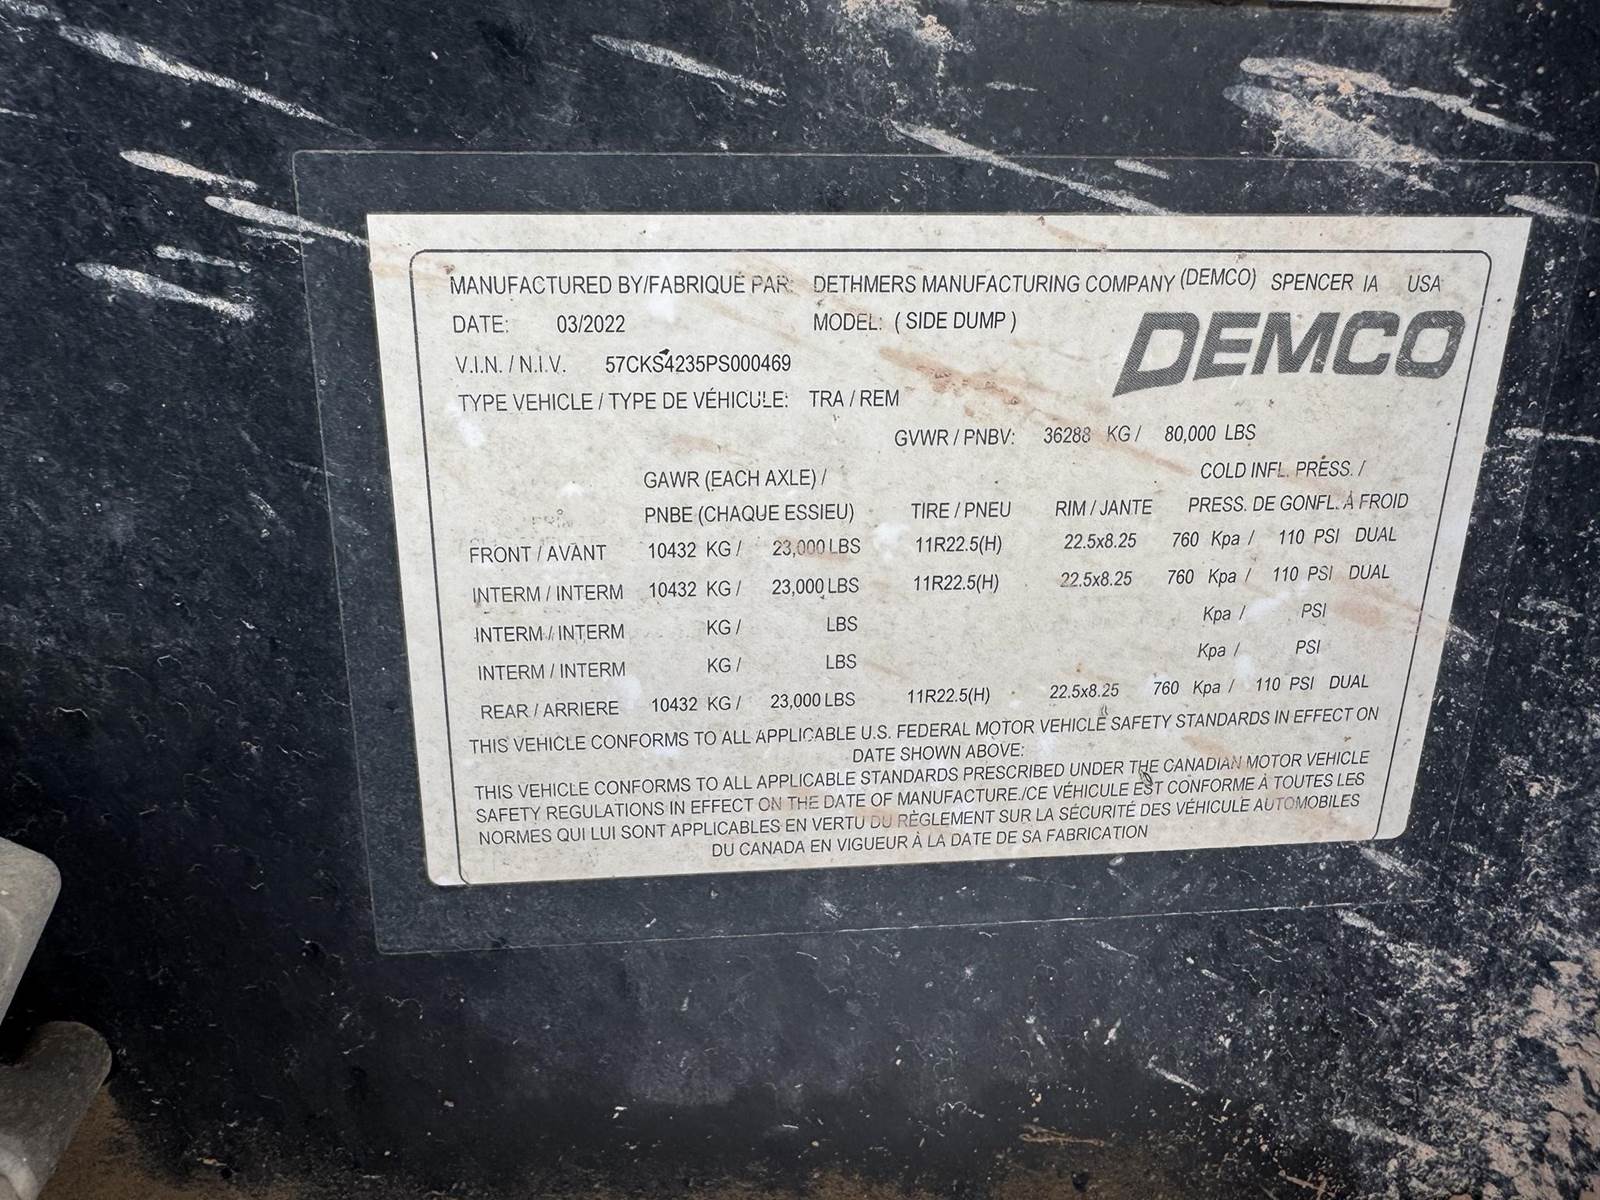 MANUFACTURED BY/FABRIQUÉ PAR: DETHMERS MANUFACTURING COMPANY (DEMCO) SPENCER IA USA
DATE: 03/2022 MODEL: ( SIDE DUMP )
DEMCO
V.I.N. / N.I.V. 57CKS4235PS000469
TYPE VEHICLE / TYPE DE VÉHICULE: TRA / REM
GVWR / PNBV: 36288 KG / 80,000 LBS
GAWR (EACH AXLE) / COLD INFL. PRESS. /
PNBE (CHAQUE ESSIEU) TIRE / PNEU RIM / JANTE PRESS. DE GONFL. À FROID
FRONT / AVANT 10432 KG / 23,000 LBS 11R22.5(H) 22.5x8.25 760 Kpa / 110 PSI DUAL
INTERM / INTERM 10432 KG / 23,000 LBS 11R22.5(H) 22.5x8.25 760 Kpa / 110 PSI DUAL
INTERM / INTERM KG / LBS Kpa / PSI
INTERM / INTERM KG / LBS Kpa / PSI
REAR / ARRIERE 10432 KG / 23,000 LBS 11R22.5(H) 22.5x8.25 760 Kpa / 110 PSI DUAL
THIS VEHICLE CONFORMS TO ALL APPLICABLE U.S. FEDERAL MOTOR VEHICLE SAFETY STANDARDS IN EFFECT ON
DATE SHOWN ABOVE:
THIS VEHICLE CONFORMS TO ALL APPLICABLE STANDARDS PRESCRIBED UNDER THE CANADIAN MOTOR VEHICLE
SAFETY REGULATIONS IN EFFECT ON THE DATE OF MANUFACTURE./CE VÉHICULE EST CONFORME À TOUTES LES
NORMES QUI LUI SONT APPLICABLES EN VERTU DU RÈGLEMENT SUR LA SÉCURITÉ DES VÉHICULE AUTOMOBILES
DU CANADA EN VIGUEUR À LA DATE DE SA FABRICATION